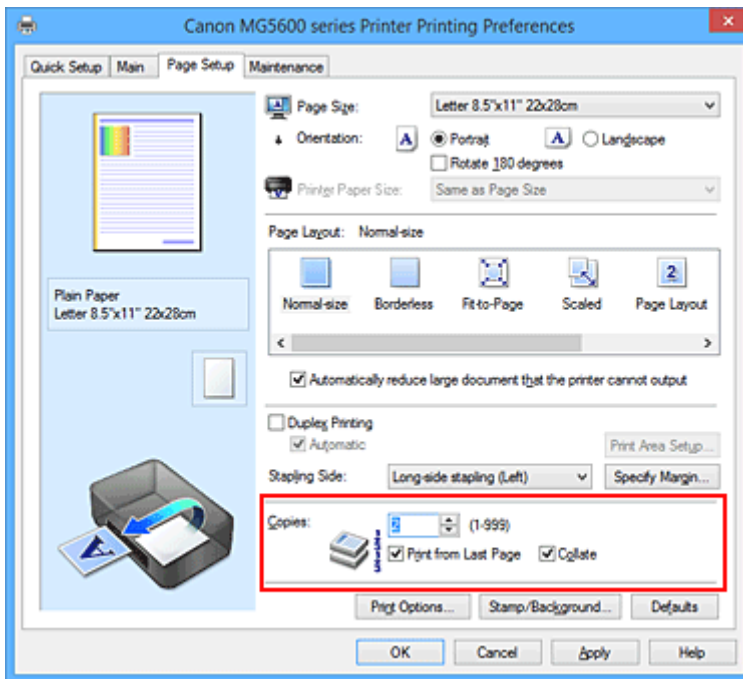 Canon MG5600 series Printer Printing Preferences
Quick Setup Main Page Setup Maintenance
Page Size: Letter 8.5"x11" 22x28cm
Orientation: A Portrait A Landscape
Rotate 180 degrees
Printer Paper Size: Same as Page Size
Page Layout: Normal-size
2
Normal-size Borderless Fit-to-Page Scaled Page Layout
Plain Paper
Letter 8.5"x11" 22x28cm
Automatically reduce large document that the printer cannot output
Duplex Printing
Automatic Print Area Setup...
Stapling Side: Long-side stapling (Left) Specify Margin...
Copies: 2 (1-999)
Print from Last Page Collate
A
Print Options... Stamp/Background... Defaults
OK Cancel Apply Help